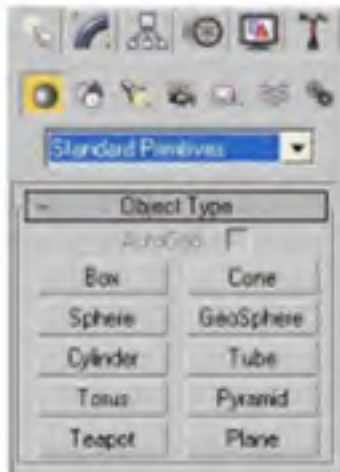 Standard Primitives
- Object Type
AutoGrid
Box Cone
Sphere GeoSphere
Cylinder Tube
Torus Pyramid
Teapot Plane